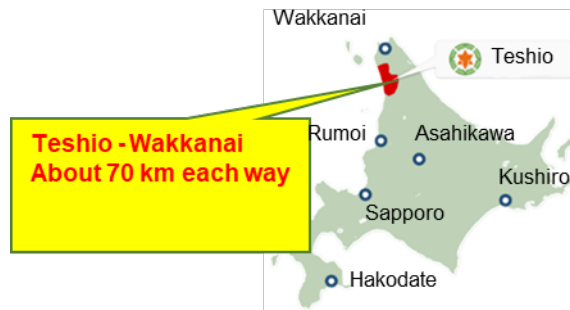 Wakkanai
Teshio
Teshio - Wakkanai
About 70 km each way
Rumoi
Asahikawa
Kushiro
Sapporo
Hakodate